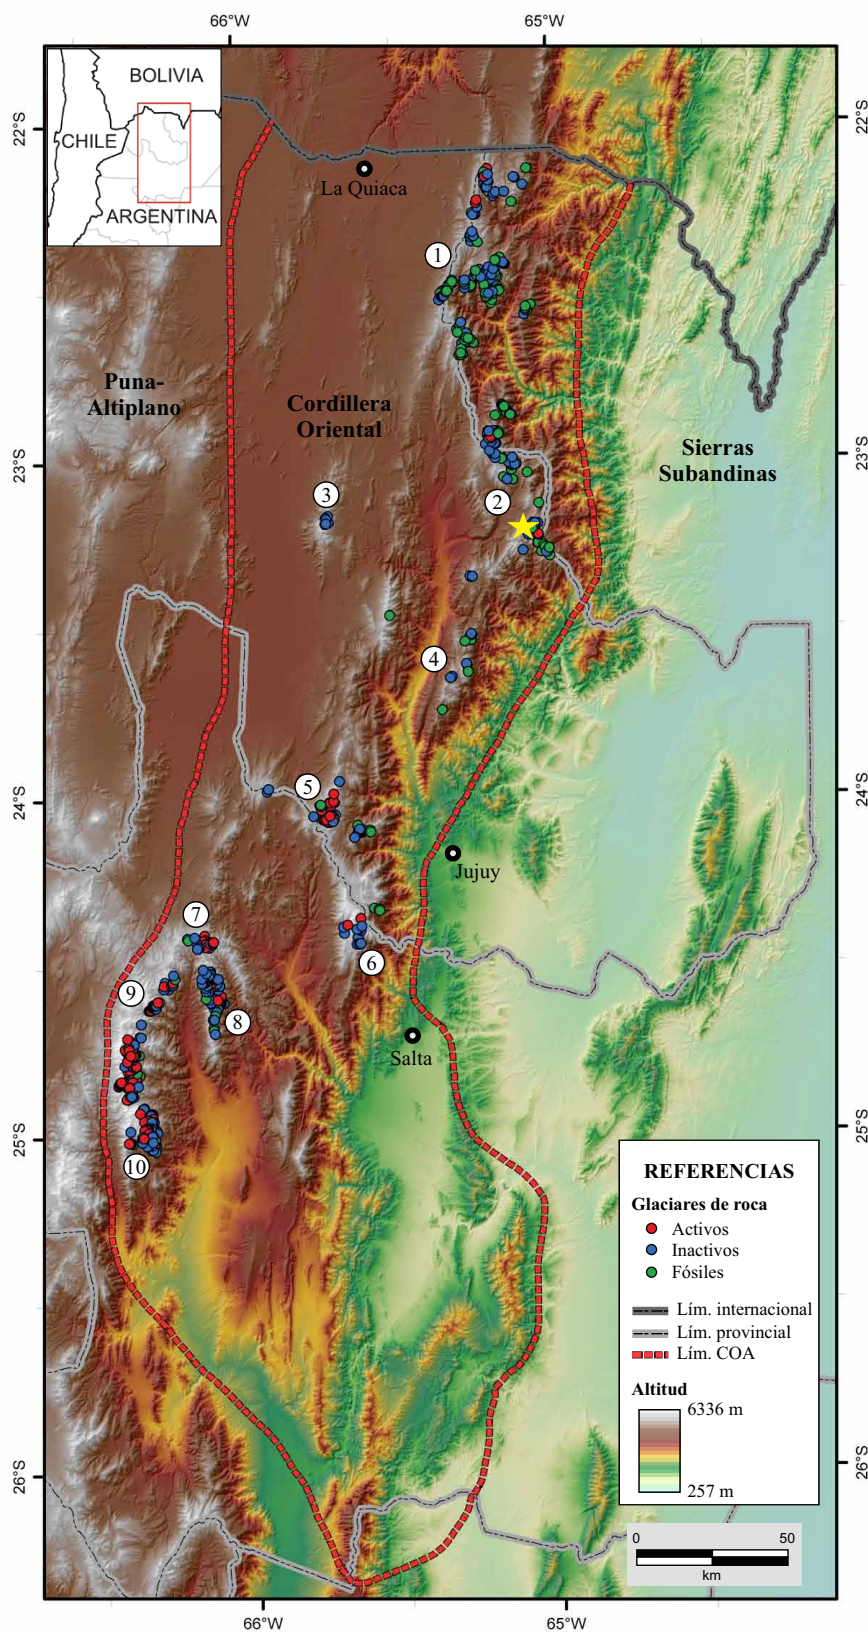 66°W
65°W
BOLIVIA
CHILE
ARGENTINA
22°S
22°S
La Quiaca
1
Puna-
Altiplano
Cordillera
Oriental
Sierras
Subandinas
23°S
23°S
3
2
4
5
24°S
24°S
Jujuy
7
6
9
8
Salta
25°S
25°S
10
REFERENCIAS
Glaciares de roca
Activos
Inactivos
Fósiles
Lím. internacional
Lím. provincial
Lím. COA
Altitud
6336 m
257 m
26°S
26°S
0 50
km
66°W
65°W